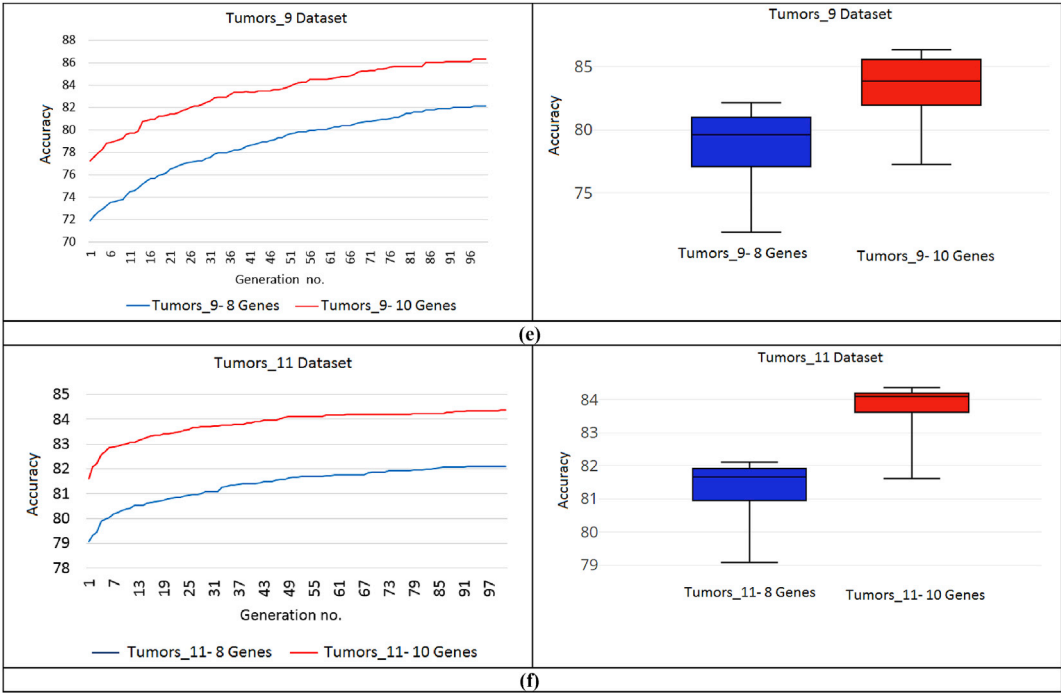 Tumors_9 Dataset
88
86
84
82
80
78
76
74
72
70
Accuracy
1 6 11 16 21 26 31 36 41 46 51 56 61 66 71 76 81 86 91 96
Generation no.
Tumors_9- 8 Genes Tumors_9- 10 Genes
Tumors_9 Dataset
85
80
75
Accuracy
Tumors_9- 8 Genes Tumors_9- 10 Genes
(e)
Tumors_11 Dataset
85
84
83
82
81
80
79
78
Accuracy
1 7 13 19 25 31 37 43 49 55 61 67 73 79 85 91 97
Generation no.
Tumors_11- 8 Genes Tumors_11- 10 Genes
Tumors_11 Dataset
84
83
82
81
80
79
Accuracy
Tumors_11- 8 Genes Tumors_11- 10 Genes
(f)